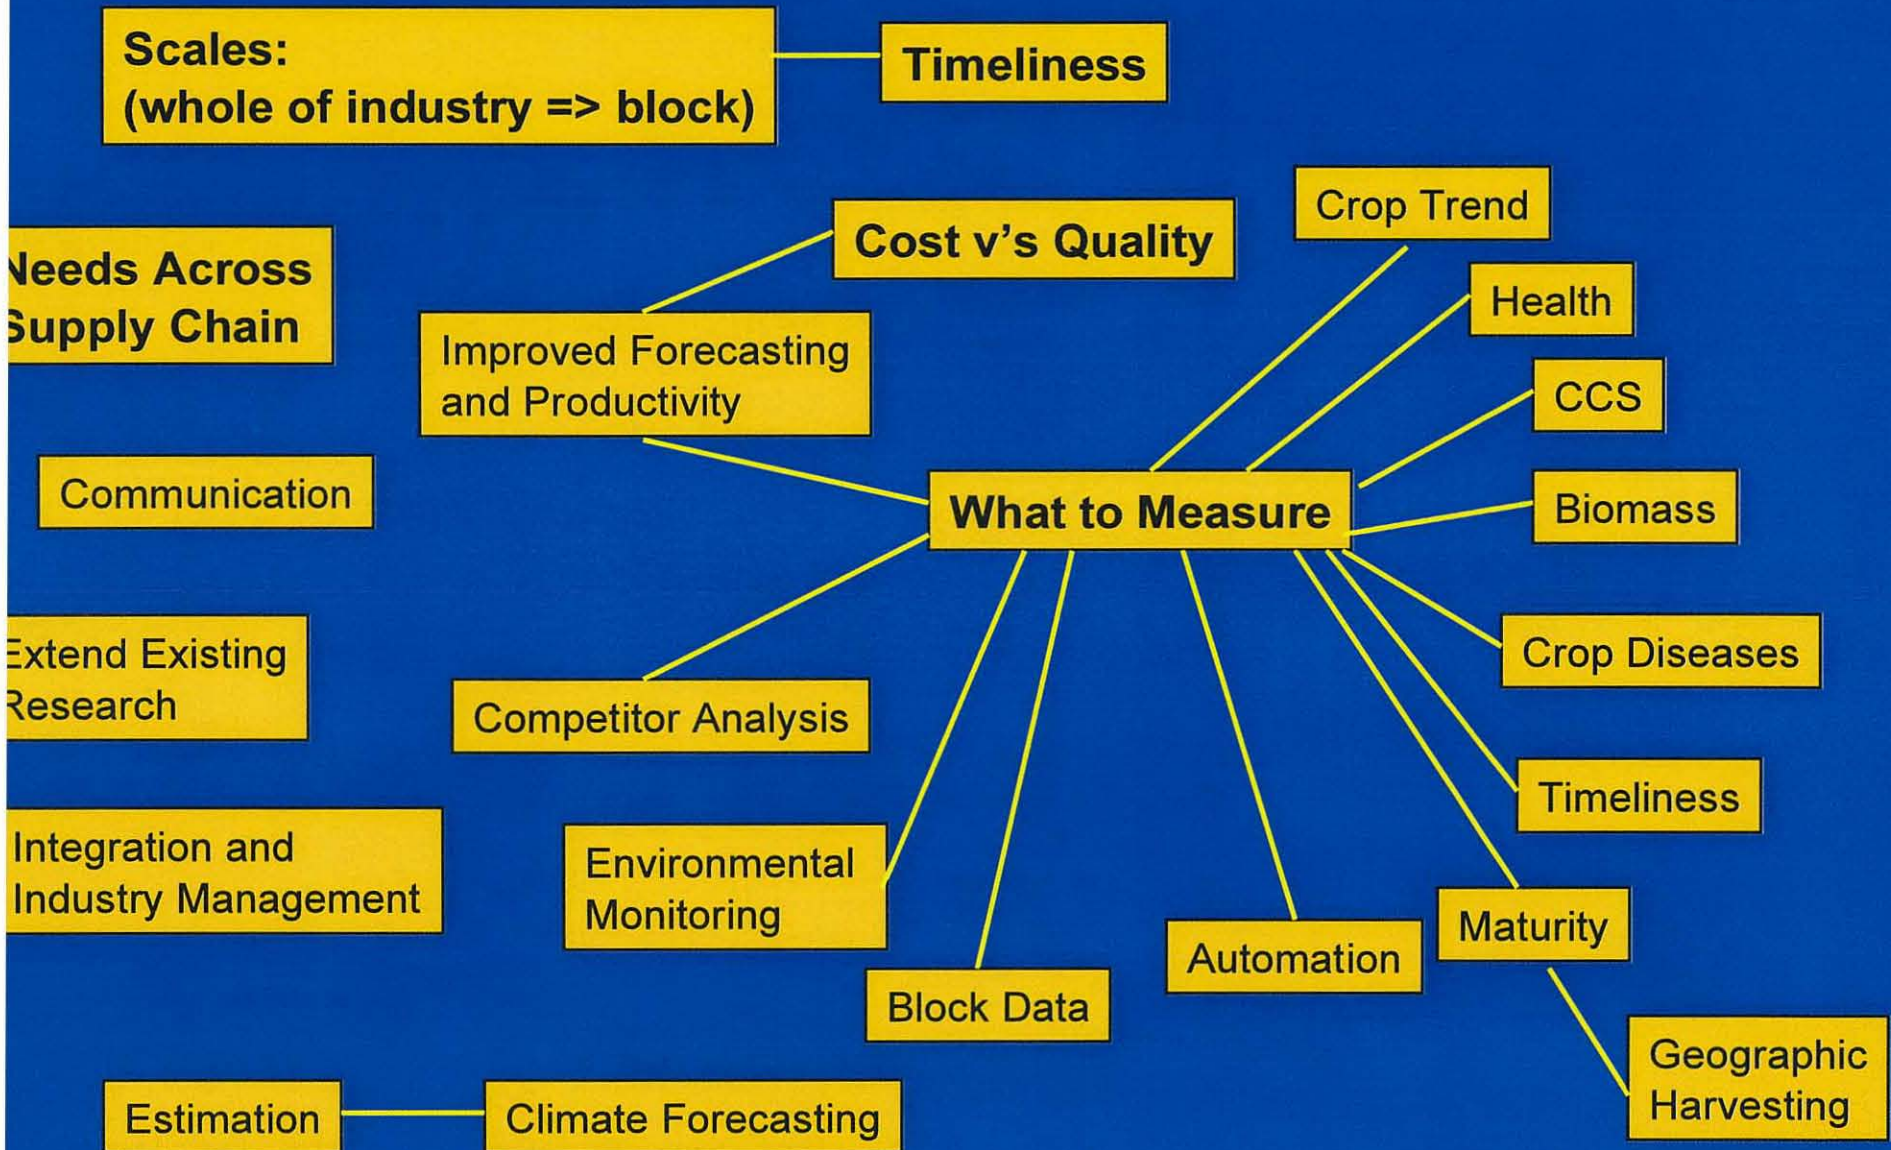 Scales:
(whole of industry => block)
Timeliness
Crop Trend
Cost v's Quality
Needs Across
Supply Chain
Health
Improved Forecasting
and Productivity
CCS
Communication
What to Measure
Biomass
Extend Existing
Research
Crop Diseases
Competitor Analysis
Timeliness
Integration and
Industry Management
Environmental
Monitoring
Maturity
Automation
Block Data
Geographic
Harvesting
Estimation
Climate Forecasting